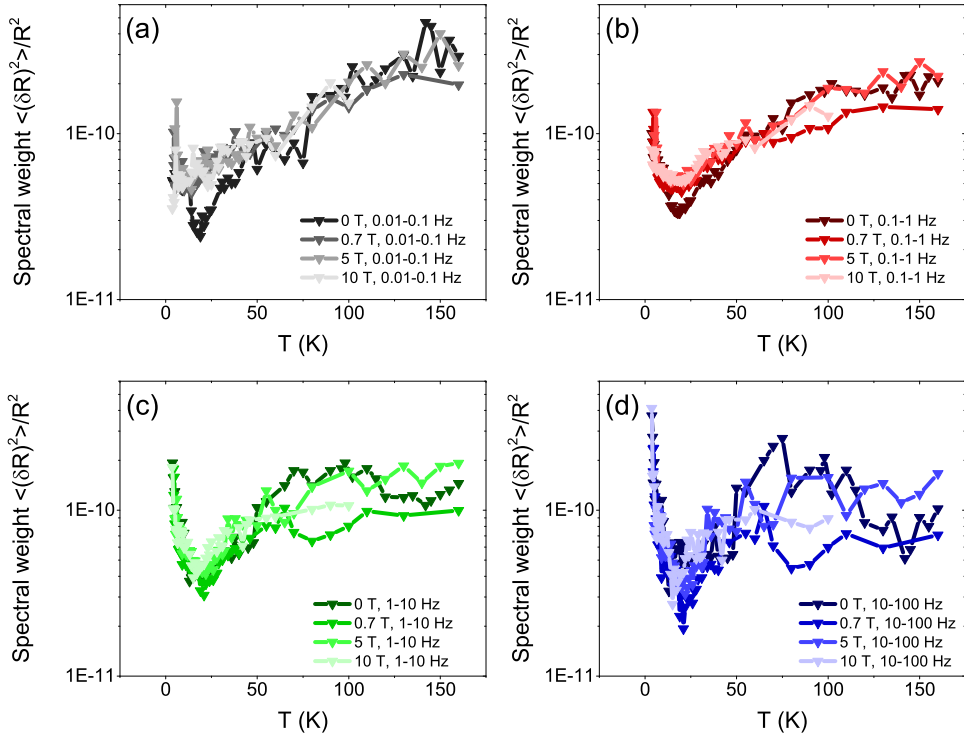 (a)
Spectral weight <(δR)²>/R²
1E-10
1E-11
0 T, 0.01-0.1 Hz
0.7 T, 0.01-0.1 Hz
5 T, 0.01-0.1 Hz
10 T, 0.01-0.1 Hz
0 50 100 150
T (K)
(b)
Spectral weight <(δR)²>/R²
1E-10
1E-11
0 T, 0.1-1 Hz
0.7 T, 0.1-1 Hz
5 T, 0.1-1 Hz
10 T, 0.1-1 Hz
0 50 100 150
T (K)
(c)
Spectral weight <(δR)²>/R²
1E-10
1E-11
0 T, 1-10 Hz
0.7 T, 1-10 Hz
5 T, 1-10 Hz
10 T, 1-10 Hz
0 50 100 150
T (K)
(d)
Spectral weight <(δR)²>/R²
1E-10
1E-11
0 T, 10-100 Hz
0.7 T, 10-100 Hz
5 T, 10-100 Hz
10 T, 10-100 Hz
0 50 100 150
T (K)